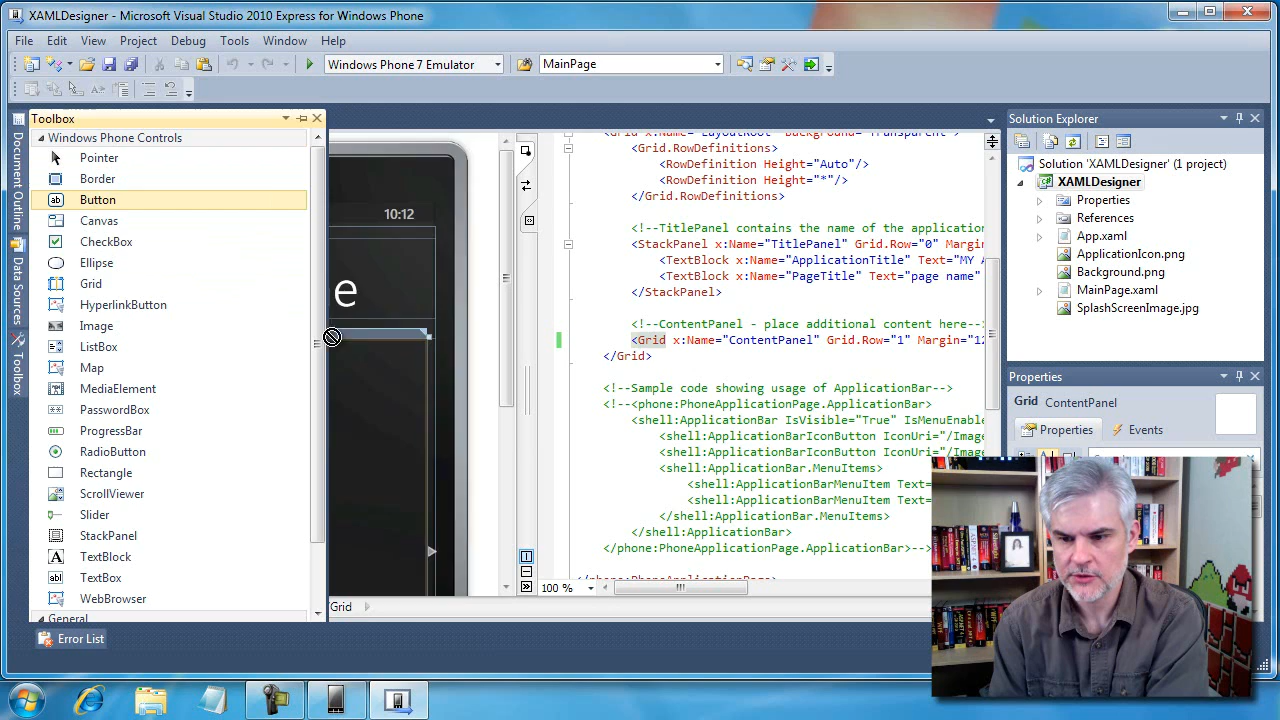 XAMLDesigner - Microsoft Visual Studio 2010 Express for Windows Phone
File Edit View Project Debug Tools Window Help
Windows Phone 7 Emulator
MainPage
Document Outline
Data Sources
Toolbox
Toolbox
Windows Phone Controls
Pointer
Border
Button
Canvas
CheckBox
Ellipse
Grid
HyperlinkButton
Image
ListBox
Map
MediaElement
PasswordBox
ProgressBar
RadioButton
Rectangle
ScrollViewer
Slider
StackPanel
TextBlock
TextBox
WebBrowser
General
10:12
e
Grid
<Grid x:Name="LayoutRoot" Background="Transparent">
<Grid.RowDefinitions>
<RowDefinition Height="Auto"/>
<RowDefinition Height="*"/>
</Grid.RowDefinitions>
<!--TitlePanel contains the name of the application
<StackPanel x:Name="TitlePanel" Grid.Row="0" Margin
<TextBlock x:Name="ApplicationTitle" Text="MY A
<TextBlock x:Name="PageTitle" Text="page name"
</StackPanel>
<!--ContentPanel - place additional content here--
<Grid x:Name="ContentPanel" Grid.Row="1" Margin="12
</Grid>
<!--Sample code showing usage of ApplicationBar-->
<!--<phone:PhoneApplicationPage.ApplicationBar>
<shell:ApplicationBar IsVisible="True" IsMenuEnable
<shell:ApplicationBarIconButton IconUri="/Image
<shell:ApplicationBarIconButton IconUri="/Image
<shell:ApplicationBar.MenuItems>
<shell:ApplicationBarMenuItem Text=
<shell:ApplicationBarMenuItem Text=
</shell:ApplicationBar.MenuItems>
</shell:ApplicationBar>
</phone:PhoneApplicationPage.ApplicationBar>-->
</phone:PhoneApplicationPage>
100 %
Solution Explorer
Solution 'XAMLDesigner' (1 project)
XAMLDesigner
Properties
References
App.xaml
ApplicationIcon.png
Background.png
MainPage.xaml
SplashScreenImage.jpg
Properties
Grid ContentPanel
Properties Events
Error List